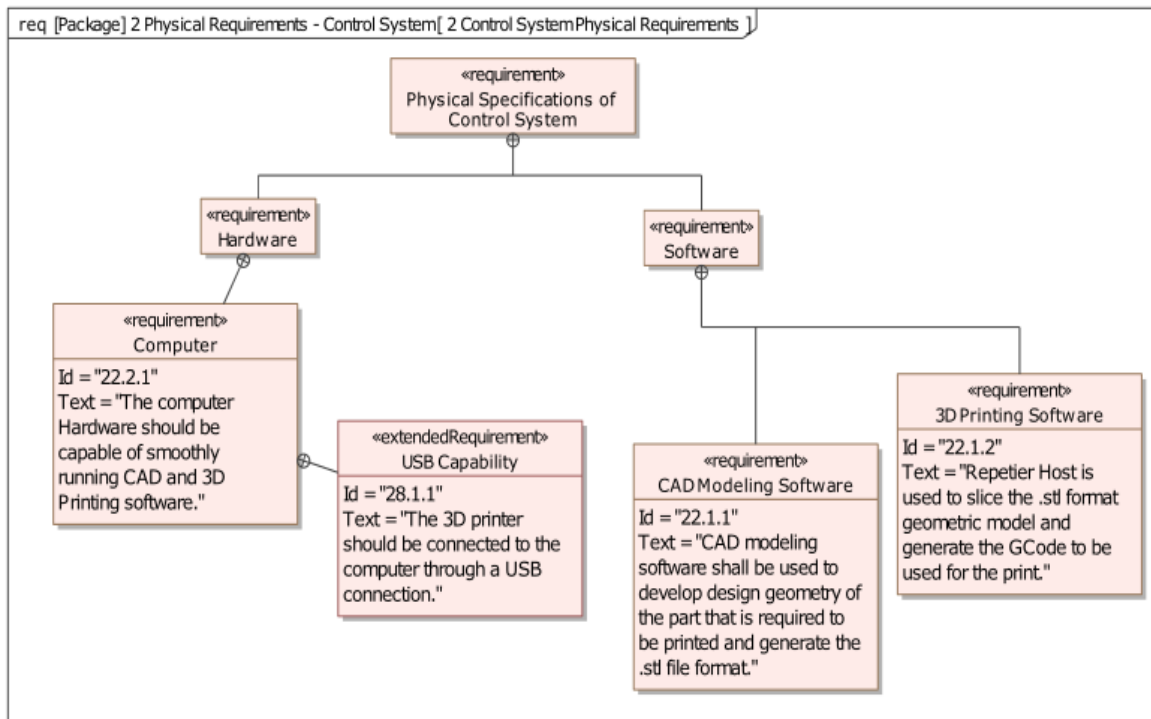 req [Package] 2 Physical Requirements - Control System[ 2 Control System Physical Requirements ]
«requirement»
Physical Specifications of
Control System
«requirement»
Hardware
«requirement»
Software
«requirement»
Computer
Id = "22.2.1"
Text = "The computer
Hardware should be
capable of smoothly
running CAD and 3D
Printing software."
«extendedRequirement»
USB Capability
Id = "28.1.1"
Text = "The 3D printer
should be connected to the
computer through a USB
connection."
«requirement»
CAD Modeling Software
Id = "22.1.1"
Text = "CAD modeling
software shall be used to
develop design geometry of
the part that is required to
be printed and generate the
.stl file format."
«requirement»
3D Printing Software
Id = "22.1.2"
Text = "Repetier Host is
used to slice the .stl format
geometric model and
generate the GCode to be
used for the print."